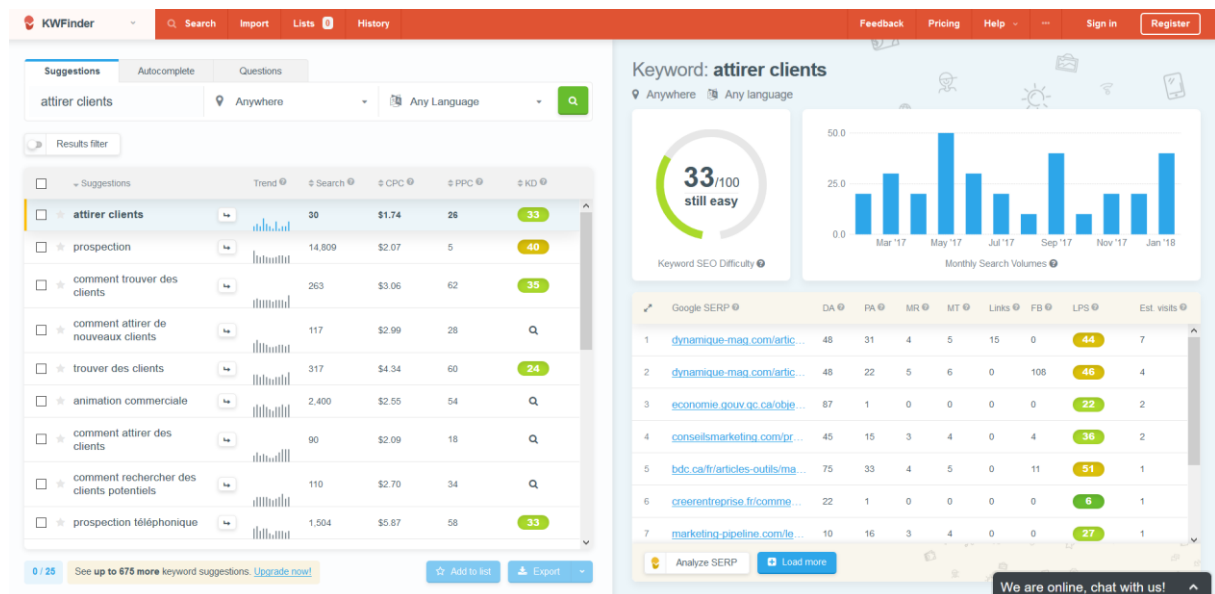 KWFinder Search Import Lists 0 History Feedback Pricing Help ... Sign in Register
Suggestions Autocomplete Questions
attirer clients Anywhere Any Language
Results filter
Suggestions Trend Search CPC PPC KD
attirer clients 30 $1.74 26 33
prospection 14,809 $2.07 5 40
comment trouver des
clients 263 $3.06 62 35
comment attirer de
nouveaux clients 117 $2.99 28
trouver des clients 317 $4.34 60 24
animation commerciale 2,400 $2.55 54
comment attirer des
clients 90 $2.09 18
comment rechercher des
clients potentiels 110 $2.70 34
prospection téléphonique 1,504 $5.87 58 33
0 / 25 See up to 675 more keyword suggestions. Upgrade now! Add to list Export
Keyword: attirer clients
Anywhere Any language
33/100
still easy
Keyword SEO Difficulty
50.0
25.0
0.0
Mar '17 May '17 Jul '17 Sep '17 Nov '17 Jan '18
Monthly Search Volumes
Google SERP DA PA MR MT Links FB LPS Est. visits
1 dynamique-mag.com/artic... 48 31 4 5 15 0 44 7
2 dynamique-mag.com/artic... 48 22 5 6 0 108 46 4
3 economie.gouv.qc.ca/obje... 87 1 0 0 0 0 22 2
4 conseilsmarketing.com/pr... 45 15 3 4 0 4 36 2
5 bdc.ca/fr/articles-outils/ma... 75 33 4 5 0 11 51 1
6 creerentreprise.fr/comme... 22 1 0 0 0 0 6 1
7 marketing-pipeline.com/le... 10 16 3 4 0 0 27 1
Analyze SERP Load more
We are online, chat with us!